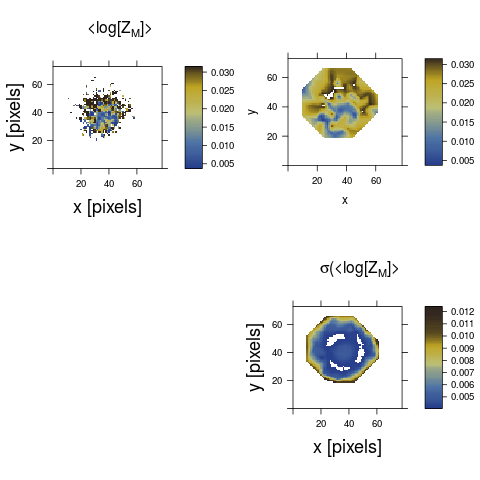 <log[Z_M]>
60
40
20
20 40 60
y [pixels]
x [pixels]
0.030
0.025
0.020
0.015
0.010
0.005
60
40
20
20 40 60
y
x
0.030
0.025
0.020
0.015
0.010
0.005
σ(<log[Z_M]>
60
40
20
20 40 60
y [pixels]
x [pixels]
0.012
0.011
0.010
0.009
0.008
0.007
0.006
0.005